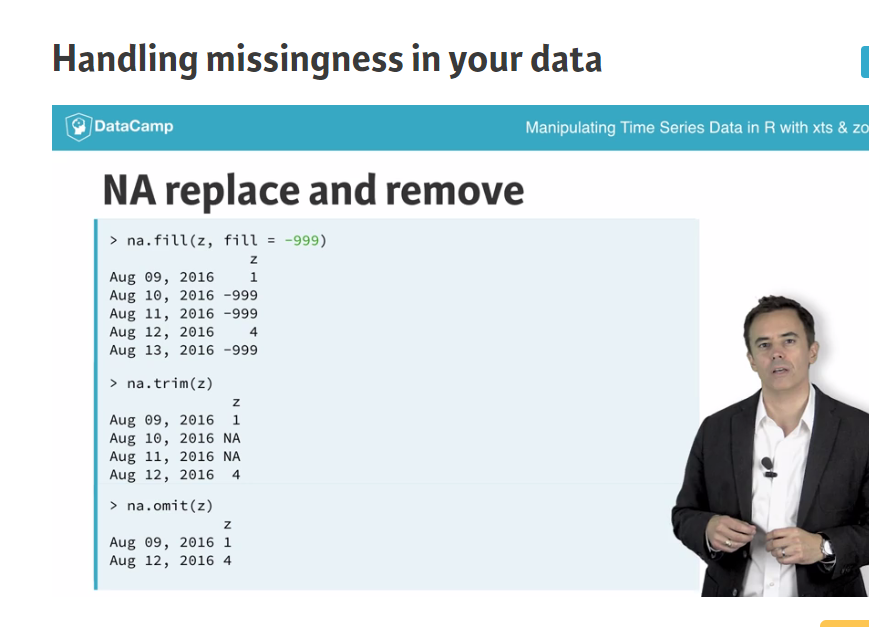 Handling missingness in your data
DataCamp
Manipulating Time Series Data in R with xts & zo
NA replace and remove
> na.fill(z, fill = -999)
z
Aug 09, 2016 1
Aug 10, 2016 -999
Aug 11, 2016 -999
Aug 12, 2016 4
Aug 13, 2016 -999
> na.trim(z)
z
Aug 09, 2016 1
Aug 10, 2016 NA
Aug 11, 2016 NA
Aug 12, 2016 4
> na.omit(z)
z
Aug 09, 2016 1
Aug 12, 2016 4